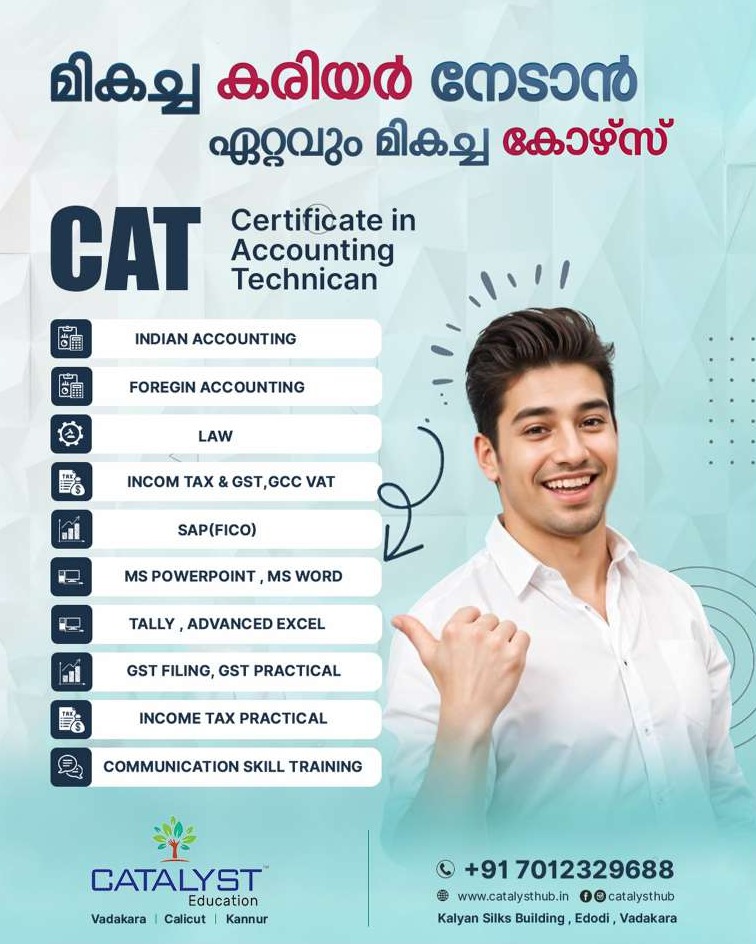 മികച്ച കരിയർ നേടാൻ
ഏറ്റവും മികച്ച കോഴ്സ്
CAT
Certificate in
Accounting
Technican
INDIAN ACCOUNTING
FOREGIN ACCOUNTING
LAW
INCOM TAX & GST,GCC VAT
SAP(FICO)
MS POWERPOINT , MS WORD
TALLY , ADVANCED EXCEL
GST FILING, GST PRACTICAL
INCOME TAX PRACTICAL
COMMUNICATION SKILL TRAINING
CATALYST™
Education
Vadakara | Calicut | Kannur
+91 7012329688
www.catalysthub.in catalysthub
Kalyan Silks Building , Edodi , Vadakara